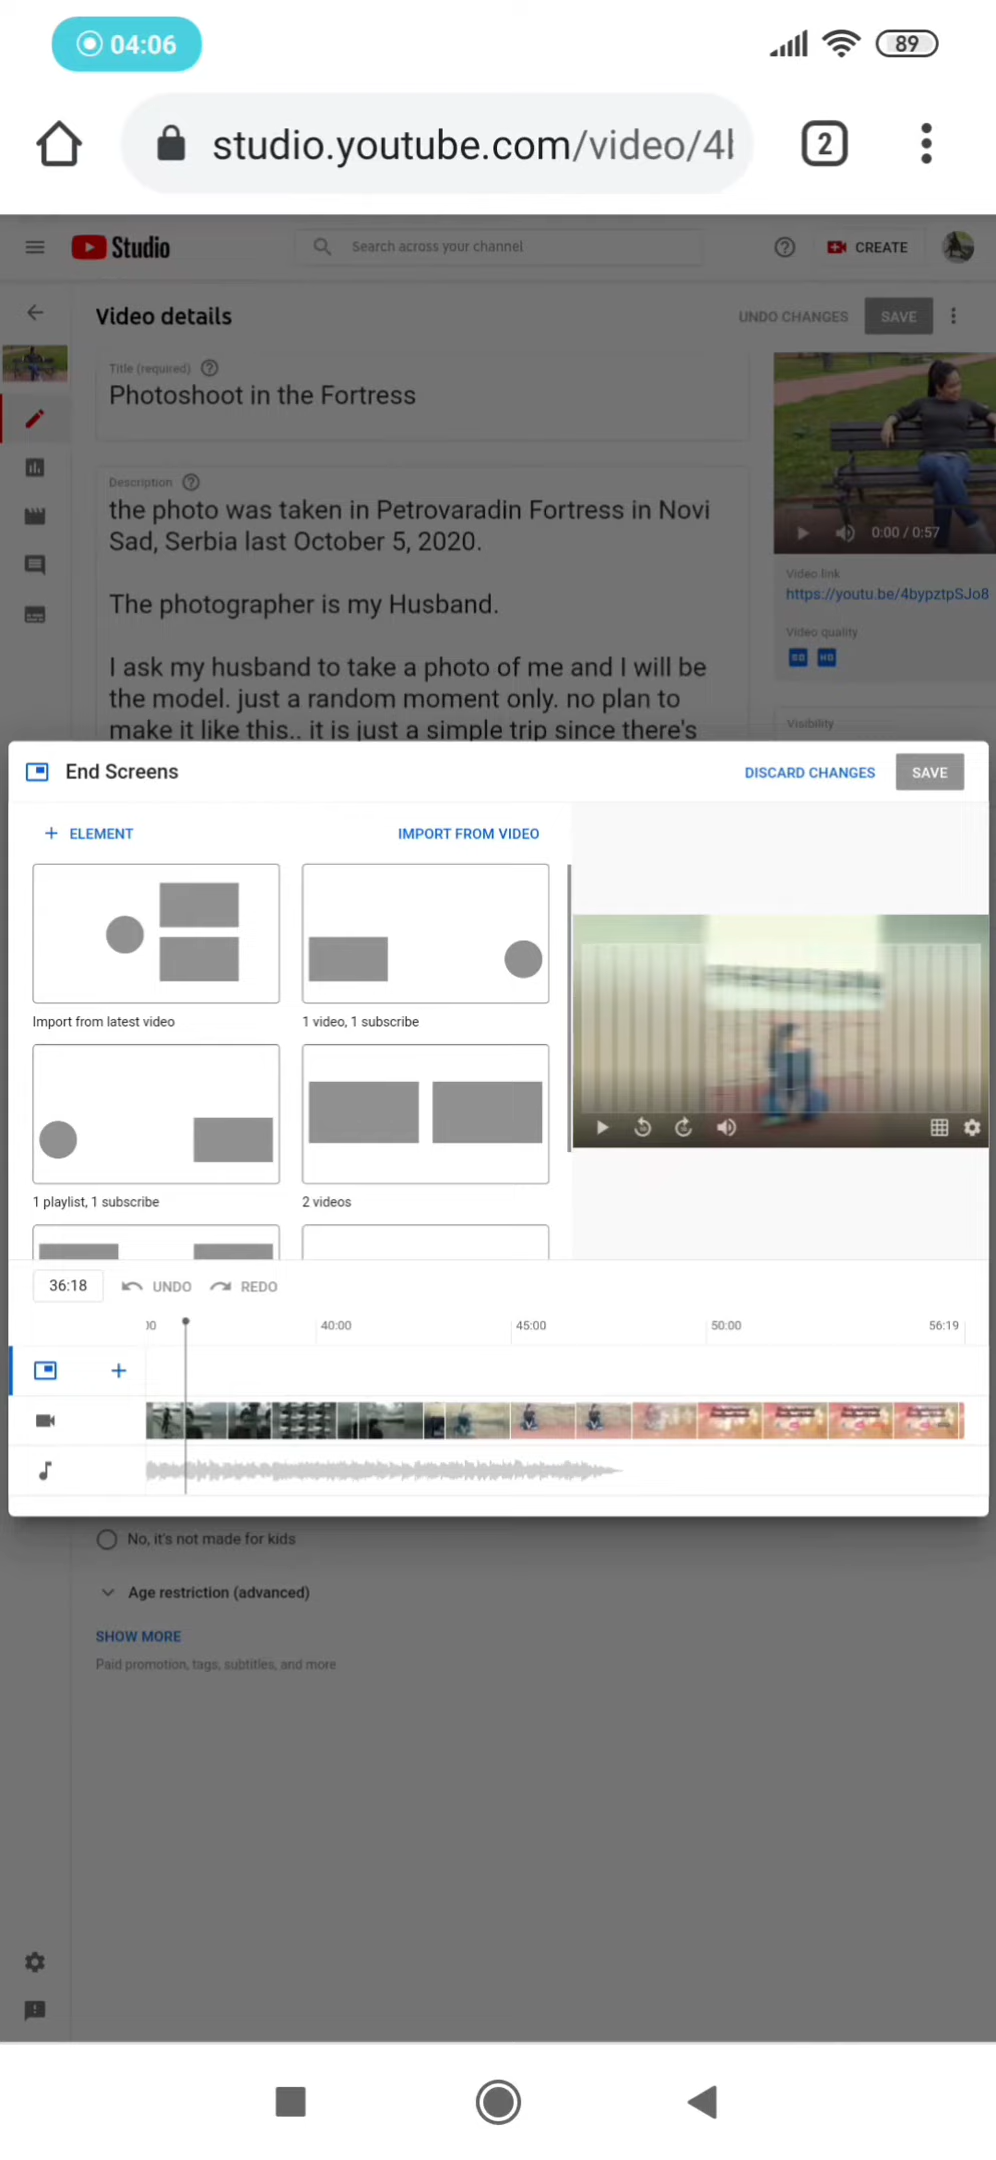 04:06
89
studio.youtube.com/video/4
2
Studio
Search across your channel
CREATE
Video details
UNDO CHANGES
SAVE
Title (required)
Photoshoot in the Fortress
Description
the photo was taken in Petrovaradin Fortress in Novi
Sad, Serbia last October 5, 2020.
The photographer is my Husband.
I ask my husband to take a photo of me and I will be
the model. just a random moment only. no plan to
make it like this.. it is just a simple trip since there's
0:00 / 0:57
Video link
https://youtu.be/4bypztpSJo8
Video quality
SD HD
Visibility
End Screens
DISCARD CHANGES
SAVE
+ ELEMENT
IMPORT FROM VIDEO
Import from latest video
1 video, 1 subscribe
1 playlist, 1 subscribe
2 videos
36:18
UNDO
REDO
00
40:00
45:00
50:00
56:19
No, it's not made for kids
Age restriction (advanced)
SHOW MORE
Paid promotion, tags, subtitles, and more